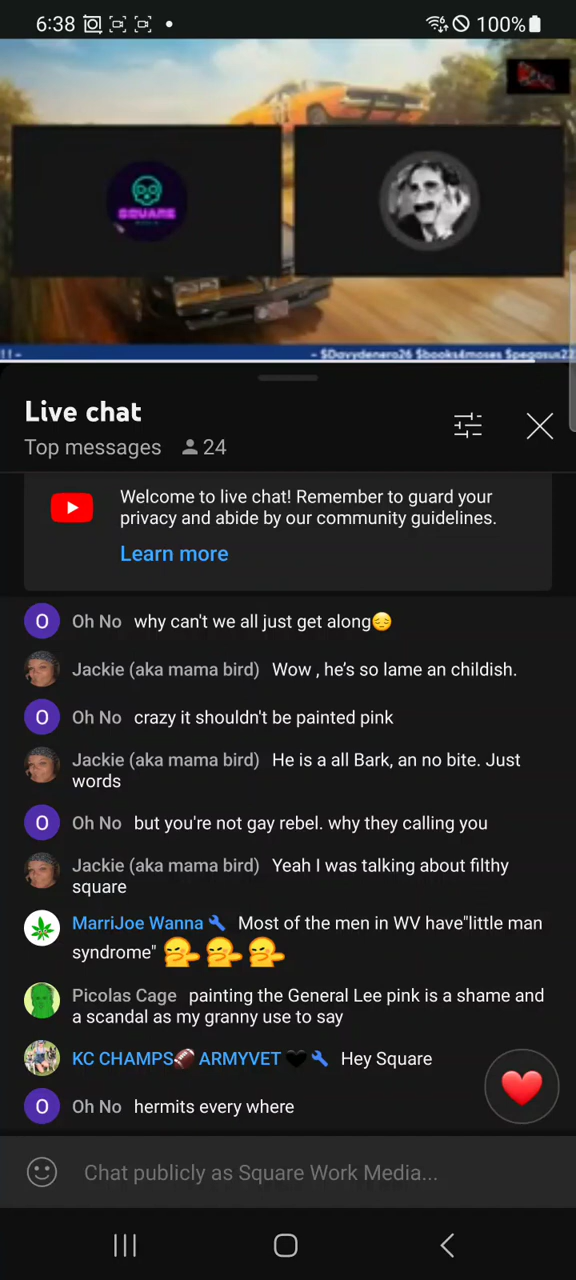 6:38
100%
SQUARE
!! -
- $Davydenero26 $books4moses $pegasus22
Live chat
Top messages 24
Welcome to live chat! Remember to guard your
privacy and abide by our community guidelines.
Learn more
O Oh No why can't we all just get along😔
Jackie (aka mama bird) Wow , he's so lame an childish.
O Oh No crazy it shouldn't be painted pink
Jackie (aka mama bird) He is a all Bark, an no bite. Just
words
O Oh No but you're not gay rebel. why they calling you
Jackie (aka mama bird) Yeah I was talking about filthy
square
MarriJoe Wanna Most of the men in WV have"little man
syndrome"
Picolas Cage painting the General Lee pink is a shame and
a scandal as my granny use to say
KC CHAMPS🏈 ARMYVET 🖤 Hey Square
O Oh No hermits every where
Chat publicly as Square Work Media...